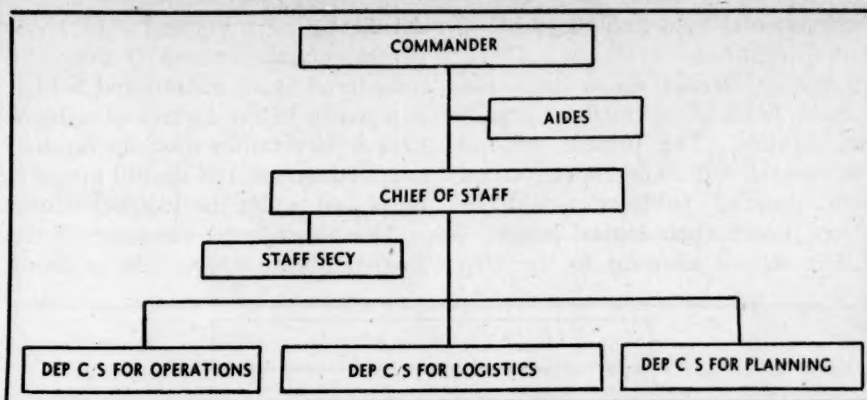 COMMANDER
AIDES
CHIEF OF STAFF
STAFF SECY
DEP C·S FOR OPERATIONS
DEP C·S FOR LOGISTICS
DEP C·S FOR PLANNING